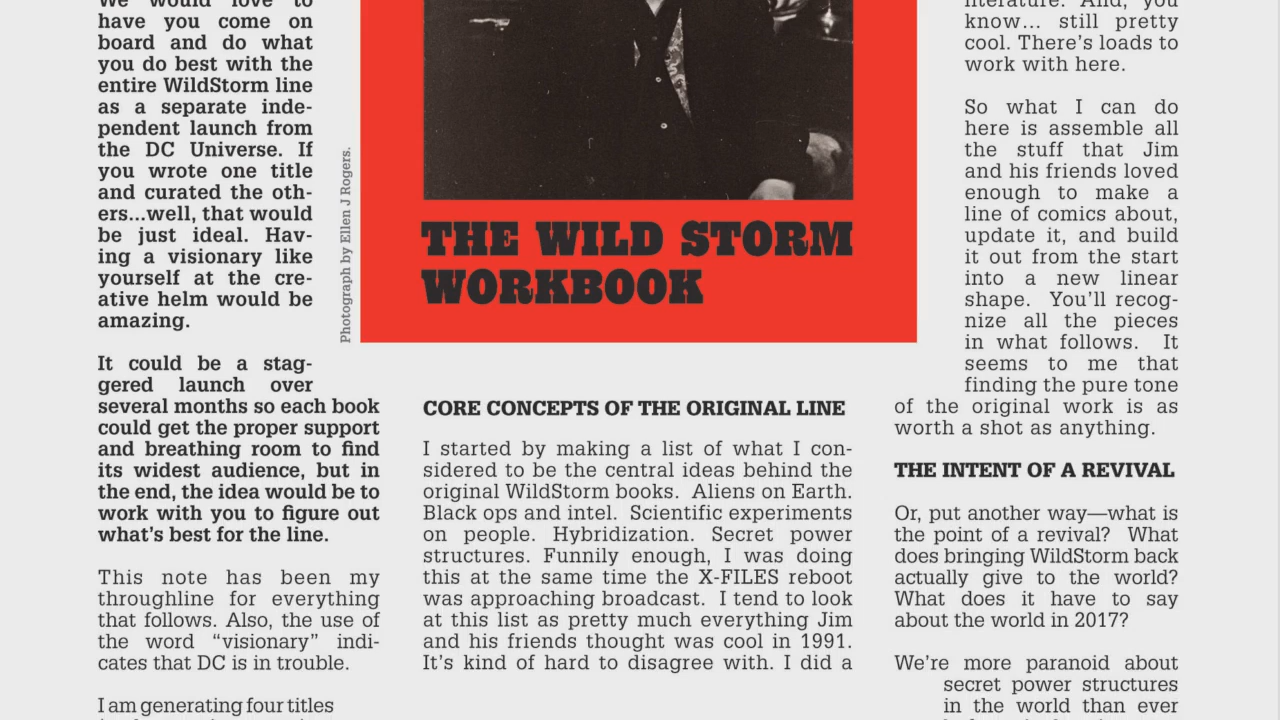 We would love to
have you come on
board and do what
you do best with the
entire WildStorm line
as a separate inde-
pendent launch from
the DC Universe. If
you wrote one title
and curated the oth-
ers...well, that would
be just ideal. Hav-
ing a visionary like
yourself at the cre-
ative helm would be
amazing.
It could be a stag-
gered launch over
several months so each book
could get the proper support
and breathing room to find
its widest audience, but in
the end, the idea would be to
work with you to figure out
what's best for the line.
This note has been my
throughline for everything
that follows. Also, the use of
the word “visionary” indi-
cates that DC is in trouble.
I am generating four titles
Photograph by Ellen J Rogers.
THE WILD STORM
WORKBOOK
CORE CONCEPTS OF THE ORIGINAL LINE
I started by making a list of what I con-
sidered to be the central ideas behind the
original WildStorm books. Aliens on Earth.
Black ops and intel. Scientific experiments
on people. Hybridization. Secret power
structures. Funnily enough, I was doing
this at the same time the X-FILES reboot
was approaching broadcast. I tend to look
at this list as pretty much everything Jim
and his friends thought was cool in 1991.
It's kind of hard to disagree with. I did a
literature. And, you
know... still pretty
cool. There's loads to
work with here.
So what I can do
here is assemble all
the stuff that Jim
and his friends loved
enough to make a
line of comics about,
update it, and build
it out from the start
into a new linear
shape. You'll recog-
nize all the pieces
in what follows. It
seems to me that
finding the pure tone
of the original work is as
worth a shot as anything.
THE INTENT OF A REVIVAL
Or, put another way—what is
the point of a revival? What
does bringing WildStorm back
actually give to the world?
What does it have to say
about the world in 2017?
We're more paranoid about
secret power structures
in the world than ever